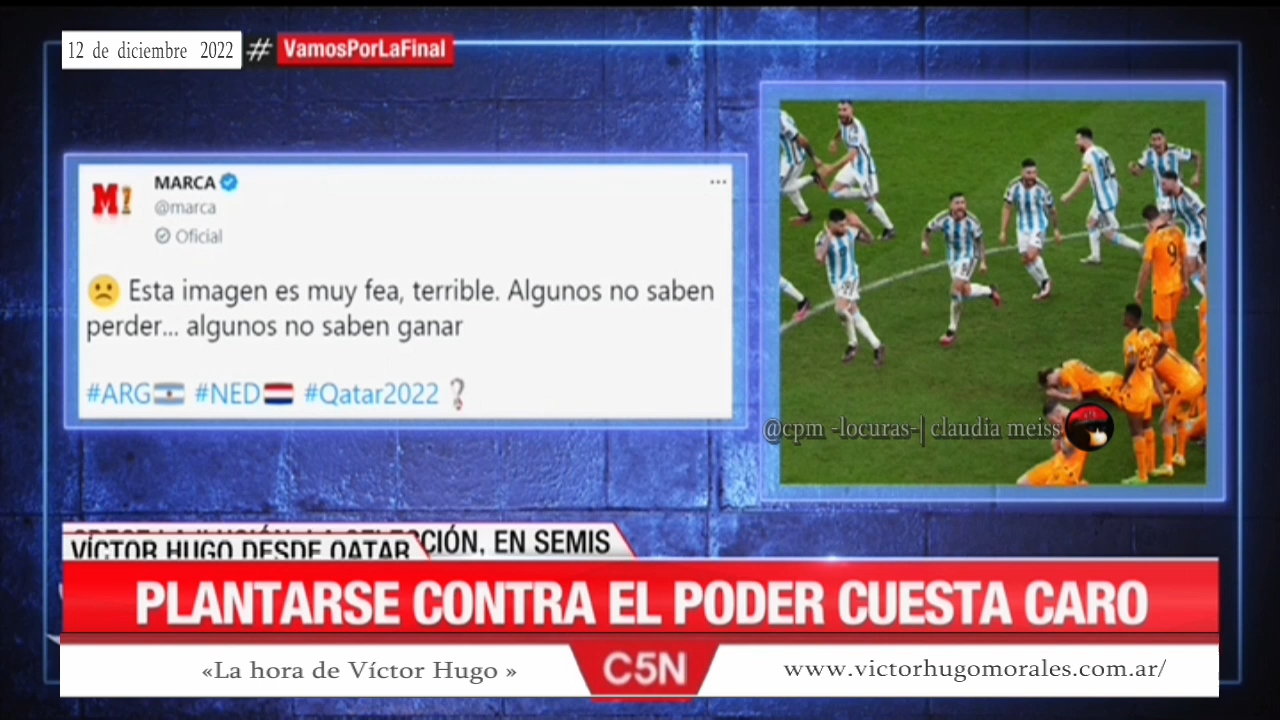 12 de diciembre 2022 # VamosPorLaFinal
MARCA
@marca
Oficial
Esta imagen es muy fea, terrible. Algunos no saben
perder... algunos no saben ganar
#ARG #NED #Qatar2022
9
@cpm -locuras-| claudia meiss
VÍCTOR HUGO DESDE QATAR
CIÓN, EN SEMIS
PLANTARSE CONTRA EL PODER CUESTA CARO
«La hora de Víctor Hugo »
C5N
www.victorhugomorales.com.ar/